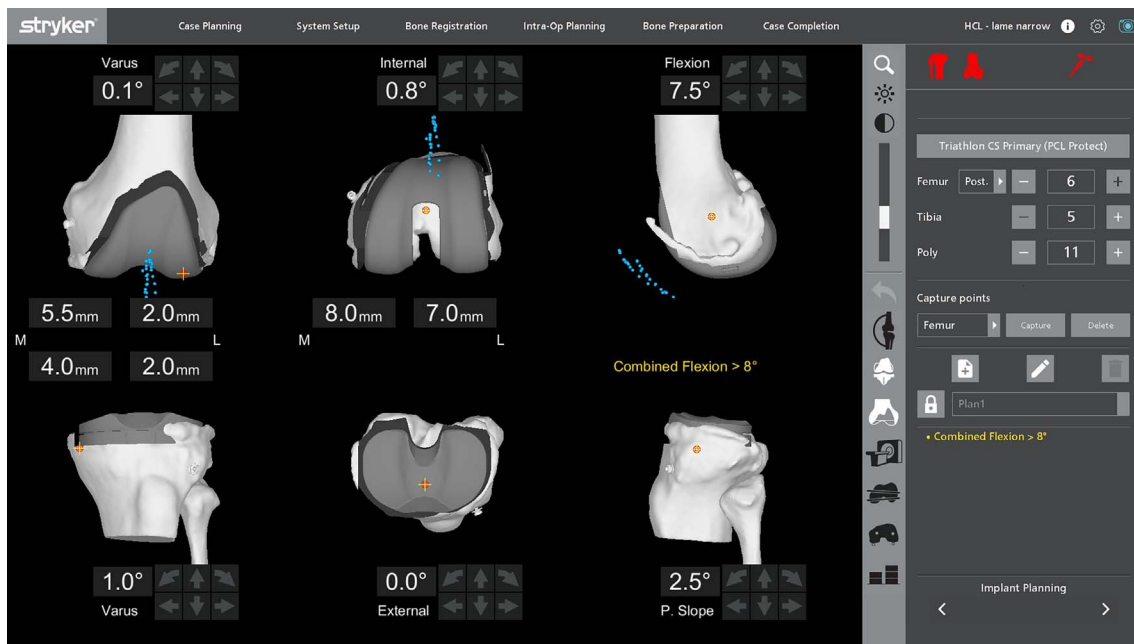 stryker
Case Planning
System Setup
Bone Registration
Intra-Op Planning
Bone Preparation
Case Completion
HCL - lame narrow
Varus
0.1°
Internal
0.8°
Flexion
7.5°
5.5mm
2.0mm
M
L
4.0mm
2.0mm
8.0mm
7.0mm
M
L
Combined Flexion > 8°
1.0°
Varus
0.0°
External
2.5°
P. Slope
Triathlon CS Primary (PCL Protect)
Femur
Post.
6
Tibia
5
Poly
11
Capture points
Femur
Capture
Delete
Plan1
• Combined Flexion > 8°
Implant Planning